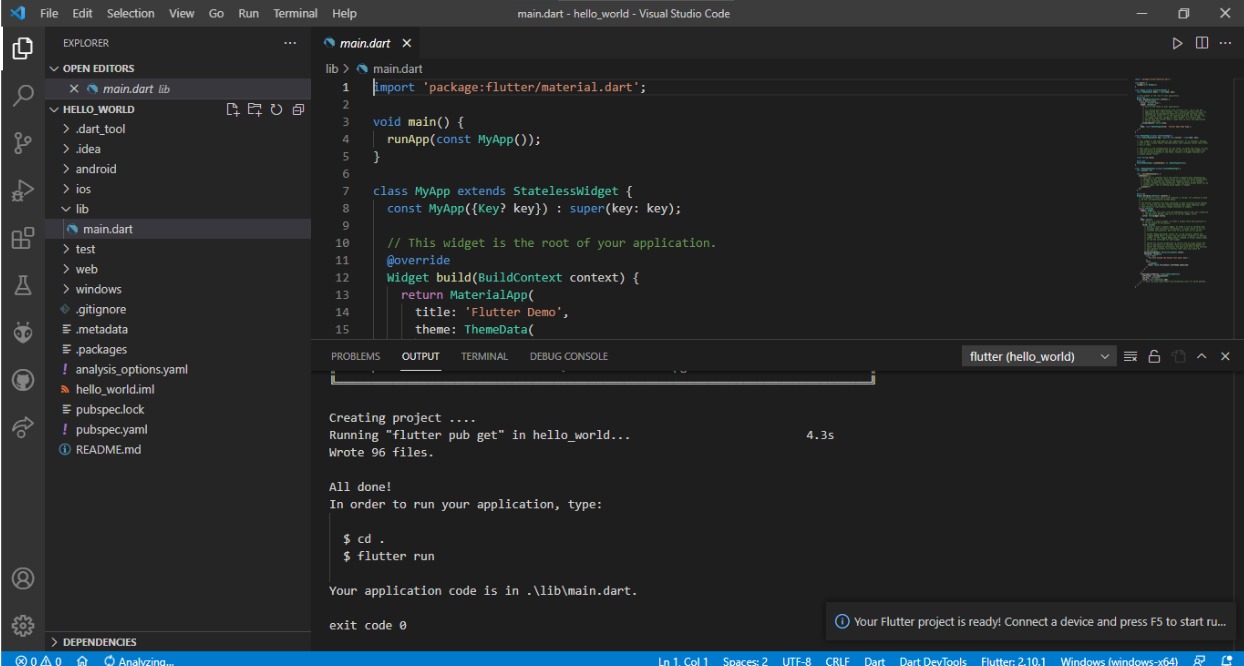 File Edit Selection View Go Run Terminal Help main.dart - hello_world - Visual Studio Code
EXPLORER
OPEN EDITORS
main.dart lib
HELLO_WORLD
.dart_tool
.idea
android
ios
lib
main.dart
test
web
windows
.gitignore
.metadata
.packages
analysis_options.yaml
hello_world.iml
pubspec.lock
pubspec.yaml
README.md
DEPENDENCIES
main.dart
lib > main.dart
1 import 'package:flutter/material.dart';
2
3 void main() {
4 runApp(const MyApp());
5 }
6
7 class MyApp extends StatelessWidget {
8 const MyApp({Key? key}) : super(key: key);
9
10 // This widget is the root of your application.
11 @override
12 Widget build(BuildContext context) {
13 return MaterialApp(
14 title: 'Flutter Demo',
15 theme: ThemeData(
PROBLEMS OUTPUT TERMINAL DEBUG CONSOLE flutter (hello_world)
Creating project ....
Running "flutter pub get" in hello_world... 4.3s
Wrote 96 files.
All done!
In order to run your application, type:
$ cd .
$ flutter run
Your application code is in .\lib\main.dart.
exit code 0
Your Flutter project is ready! Connect a device and press F5 to start ru...
0 0 Analyzing... Ln 1, Col 1 Spaces: 2 UTF-8 CRLF Dart Dart DevTools Flutter: 2.10.1 Windows (windows-x64)